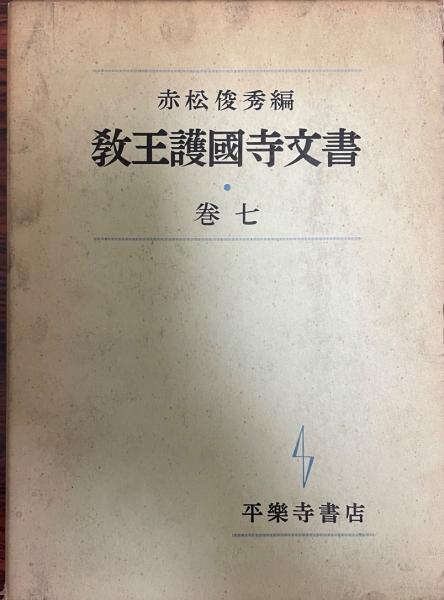 赤松俊秀編
教王護國寺文書
卷七
平樂寺書店